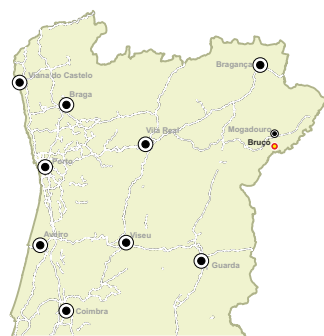 Bragança
Viana do Castelo
Braga
Mogadouro
Vila Real
Bruçó
Porto
Aveiro
Viseu
Guarda
Coimbra